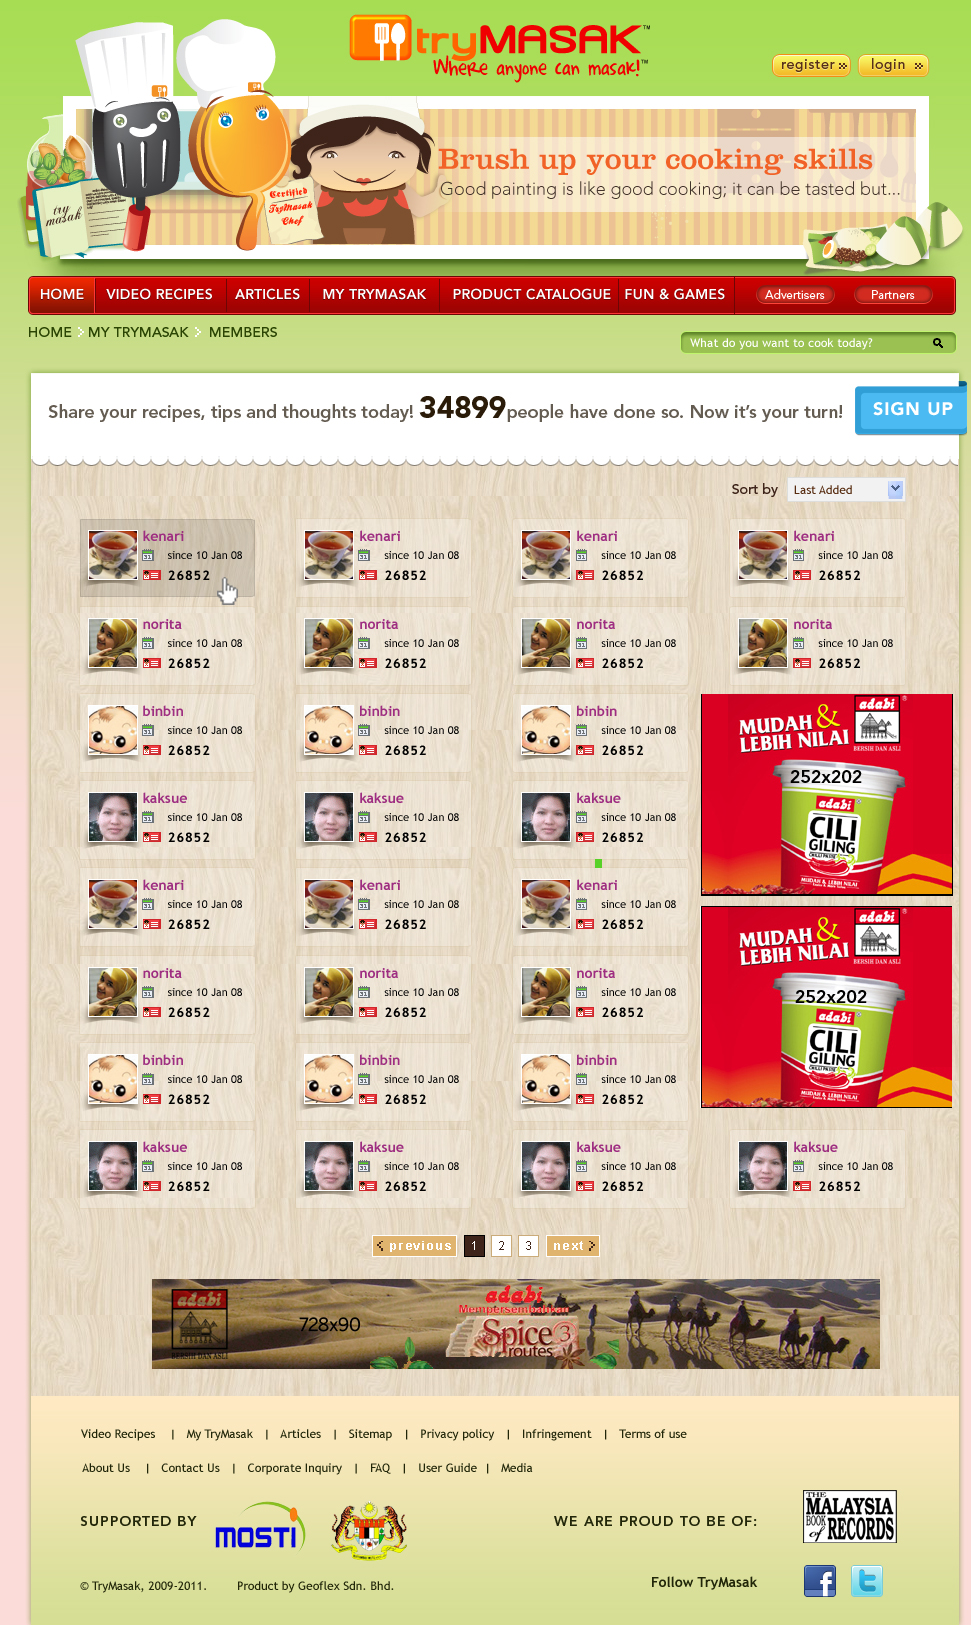 tryMASAK™
Where anyone can masak!™
register »
login »
Brush up your cooking skills
Good painting is like good cooking; it can be tasted but...
try masak
Certified
TryMasak
Chef
HOME VIDEO RECIPES ARTICLES MY TRYMASAK PRODUCT CATALOGUE FUN & GAMES Advertisers Partners
HOME MY TRYMASAK MEMBERS
What do you want to cook today?
Share your recipes, tips and thoughts today! 34899 people have done so. Now it's your turn!
SIGN UP
Sort by Last Added
kenari kenari kenari kenari
since 10 Jan 08 since 10 Jan 08 since 10 Jan 08 since 10 Jan 08
26852 26852 26852 26852
norita norita norita norita
since 10 Jan 08 since 10 Jan 08 since 10 Jan 08 since 10 Jan 08
26852 26852 26852 26852
binbin binbin binbin
since 10 Jan 08 since 10 Jan 08 since 10 Jan 08
26852 26852 26852
kaksue kaksue kaksue
since 10 Jan 08 since 10 Jan 08 since 10 Jan 08
26852 26852 26852
kenari kenari kenari
since 10 Jan 08 since 10 Jan 08 since 10 Jan 08
26852 26852 26852
norita norita norita
since 10 Jan 08 since 10 Jan 08 since 10 Jan 08
26852 26852 26852
binbin binbin binbin
since 10 Jan 08 since 10 Jan 08 since 10 Jan 08
26852 26852 26852
kaksue kaksue kaksue kaksue
since 10 Jan 08 since 10 Jan 08 since 10 Jan 08 since 10 Jan 08
26852 26852 26852 26852
adabi ®
MUDAH &
LEBIH NILAI
BERSIH DAN ASLI
252x202
adabi
CILI
GILING
CHILLI PASTE
MUDAH & LEBIH NILAI
adabi ®
MUDAH &
LEBIH NILAI
BERSIH DAN ASLI
252x202
adabi
CILI
GILING
MUDAH & LEBIH NILAI
previous 1 2 3 next
adabi
BERSIH DAN ASLI
728x90
adabi
Mempersembahkan
Spice 3
routes
Video Recipes | My TryMasak | Articles | Sitemap | Privacy policy | Infringement | Terms of use
About Us | Contact Us | Corporate Inquiry | FAQ | User Guide | Media
SUPPORTED BY
MOSTI
WE ARE PROUD TO BE OF:
THE
MALAYSIA
BOOK of RECORDS
© TryMasak, 2009-2011. Product by Geoflex Sdn. Bhd.
Follow TryMasak
f t